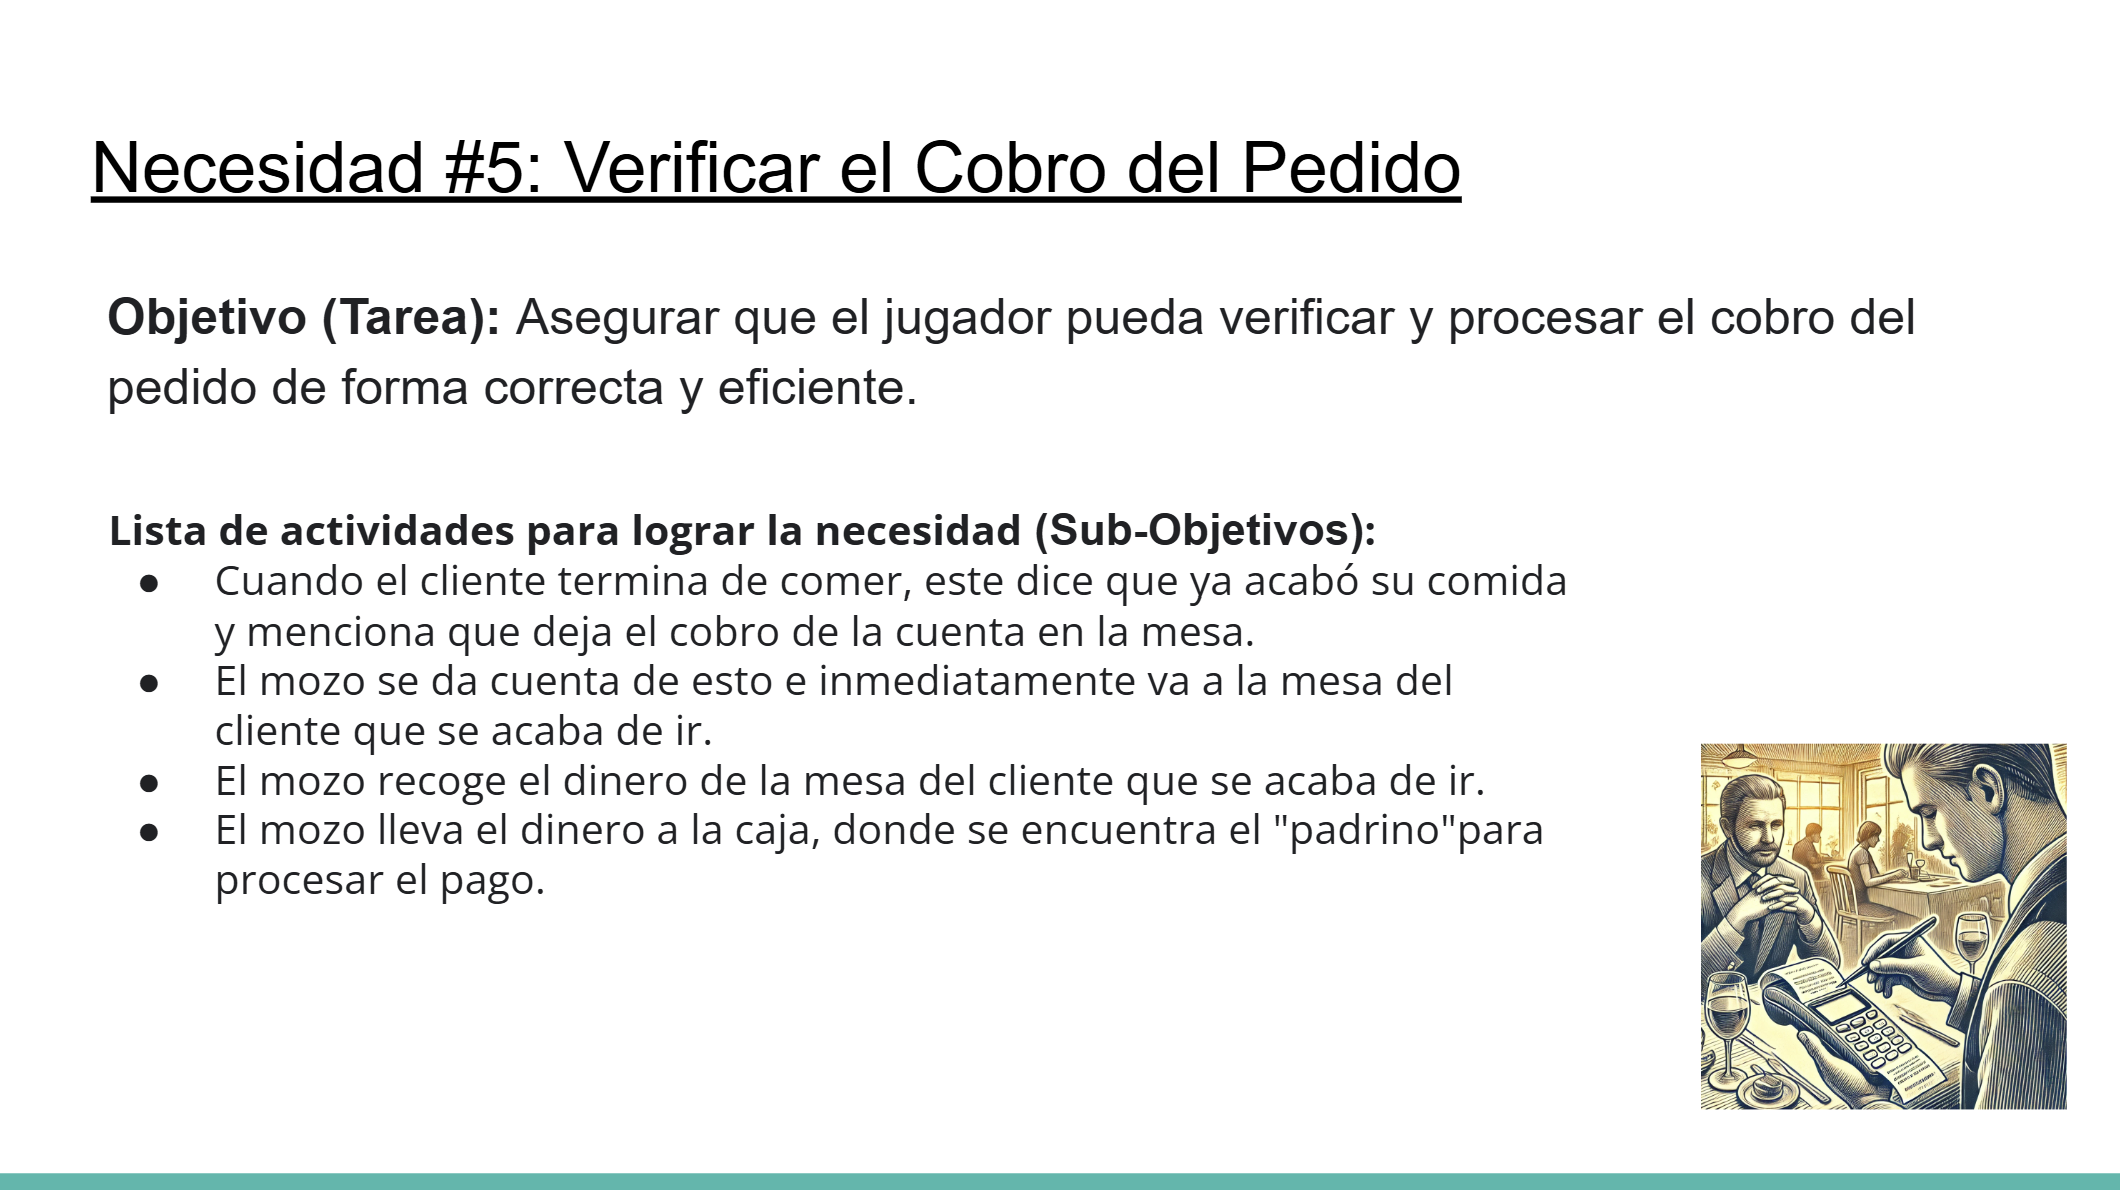 Necesidad #5: Verificar el Cobro del Pedido
Objetivo (Tarea): Asegurar que el jugador pueda verificar y procesar el cobro del
pedido de forma correcta y eficiente.
Lista de actividades para lograr la necesidad (Sub-Objetivos):
● Cuando el cliente termina de comer, este dice que ya acabó su comida
y menciona que deja el cobro de la cuenta en la mesa.
● El mozo se da cuenta de esto e inmediatamente va a la mesa del
cliente que se acaba de ir.
● El mozo recoge el dinero de la mesa del cliente que se acaba de ir.
● El mozo lleva el dinero a la caja, donde se encuentra el "padrino"para
procesar el pago.